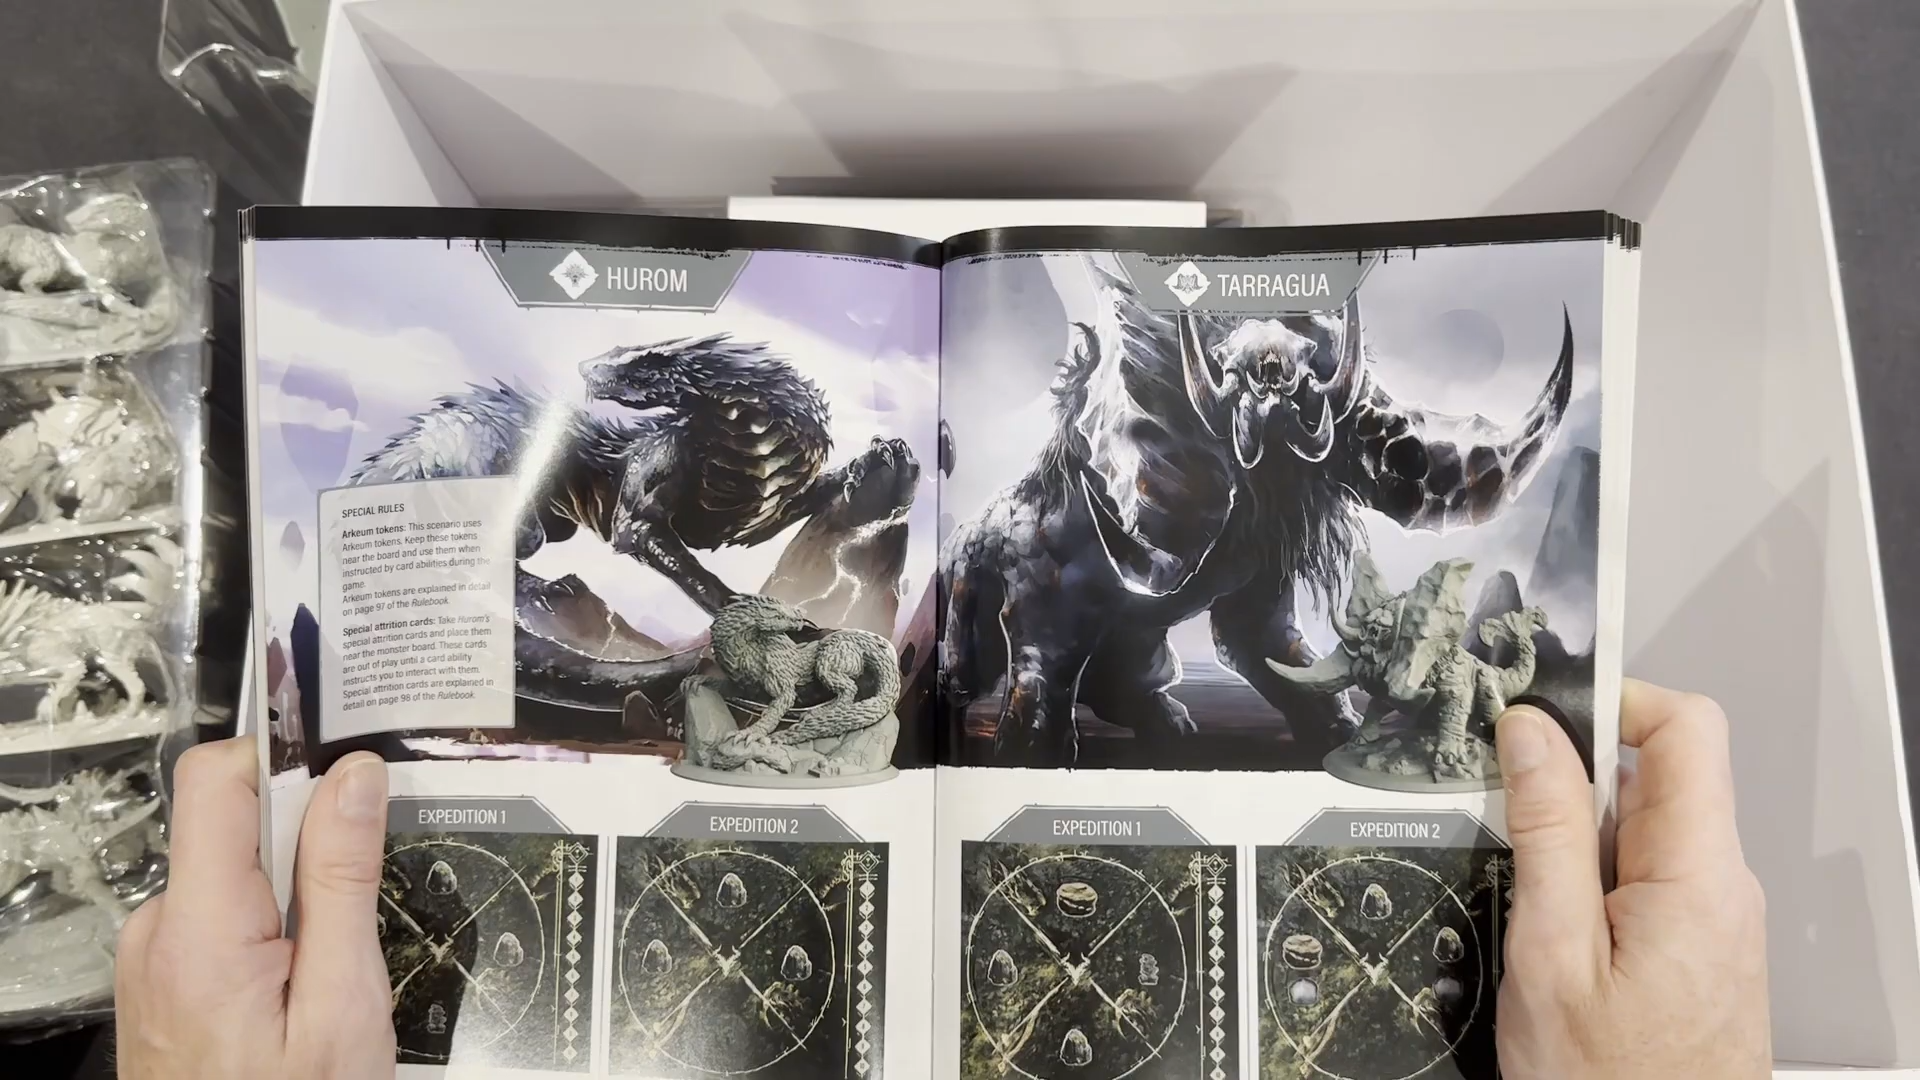 HUROM
SPECIAL RULES
Arkeum tokens: This scenario uses
Arkeum tokens. Keep these tokens
near the board and use them when
instructed by card abilities during the
game.
Arkeum tokens are explained in detail
on page 97 of the Rulebook.
Special attrition cards: Take Hurom's
special attrition cards and place them
near the monster board. These cards
are out of play until a card ability
instructs you to interact with them.
Special attrition cards are explained in
detail on page 98 of the Rulebook.
EXPEDITION 1
EXPEDITION 2
TARRAGUA
EXPEDITION 1
EXPEDITION 2